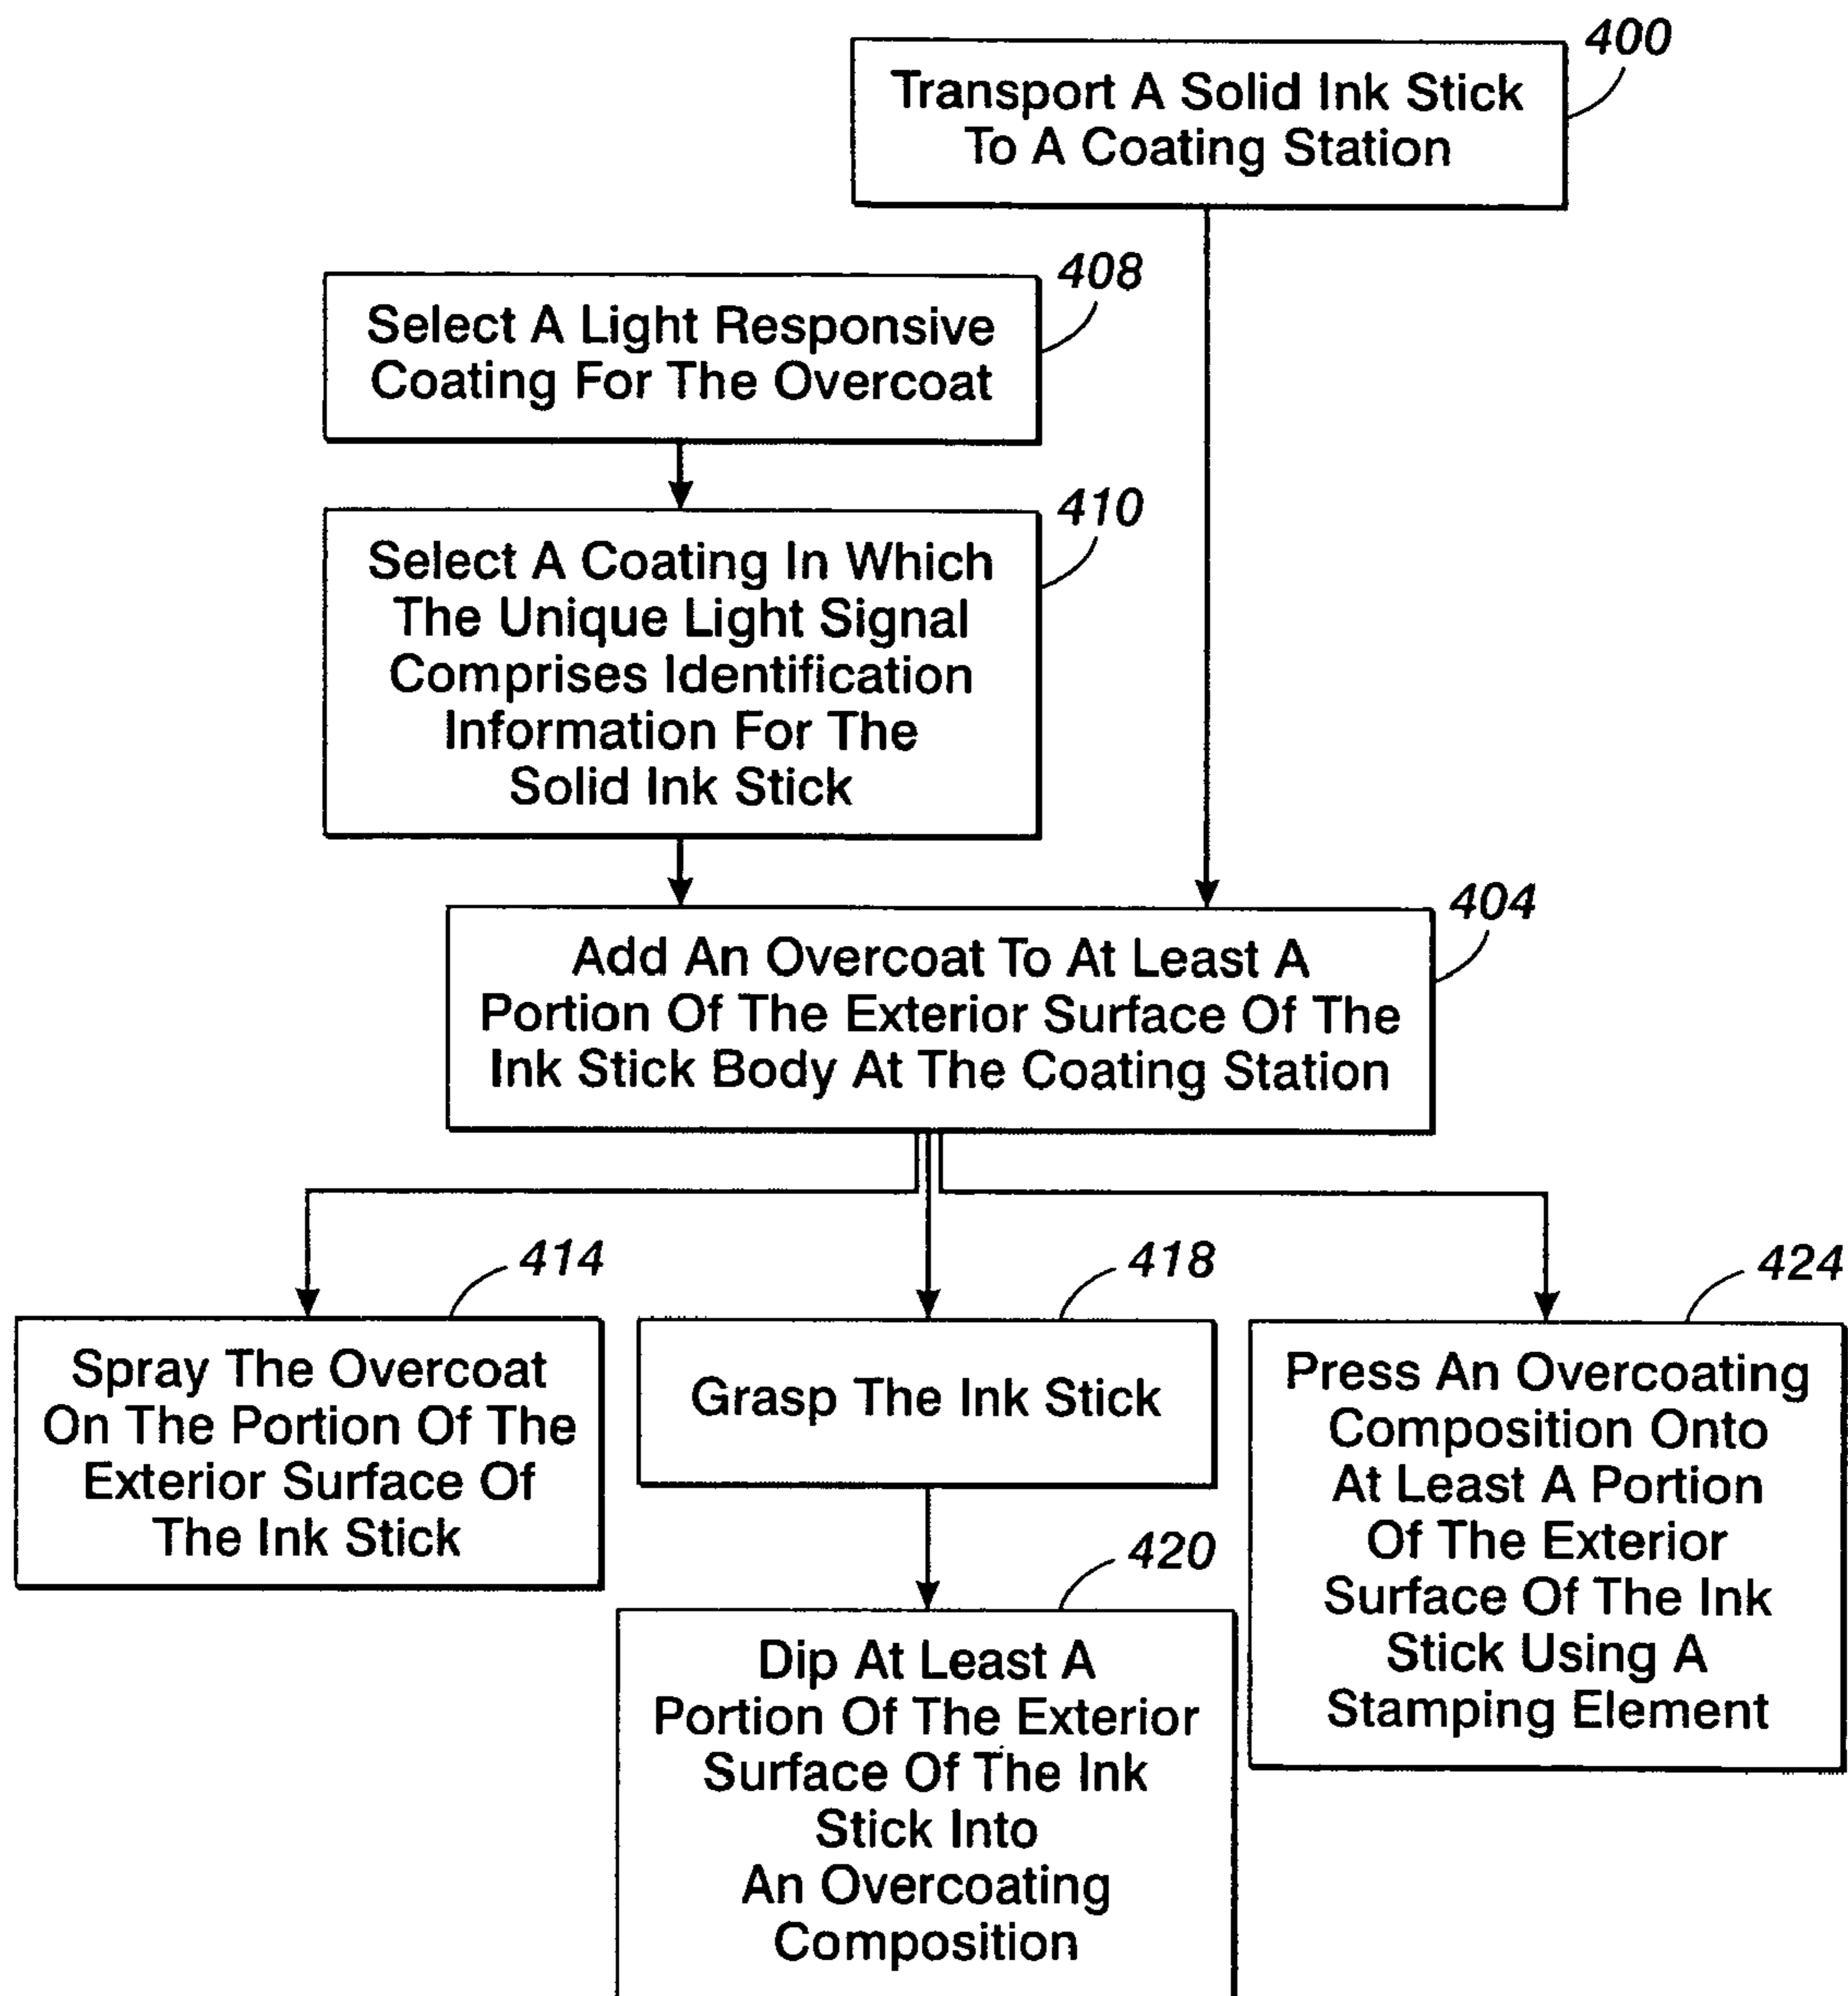 400
Transport A Solid Ink Stick
To A Coating Station
408
Select A Light Responsive
Coating For The Overcoat
410
Select A Coating In Which
The Unique Light Signal
Comprises Identification
Information For The
Solid Ink Stick
404
Add An Overcoat To At Least A
Portion Of The Exterior Surface Of The
Ink Stick Body At The Coating Station
414
Spray The Overcoat
On The Portion Of The
Exterior Surface Of
The Ink Stick
418
Grasp The Ink Stick
420
Dip At Least A
Portion Of The Exterior
Surface Of The Ink
Stick Into
An Overcoating
Composition
424
Press An Overcoating
Composition Onto
At Least A Portion
Of The Exterior
Surface Of The Ink
Stick Using A
Stamping Element